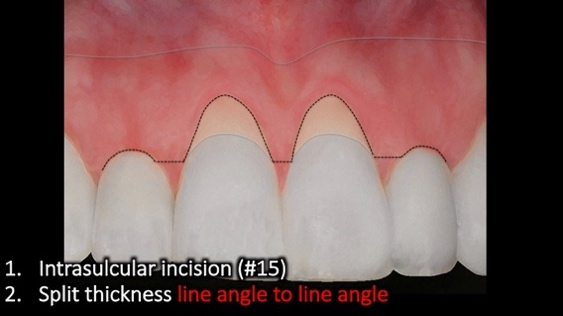 1. Intrasulcular incision (#15)
2. Split thickness line angle to line angle